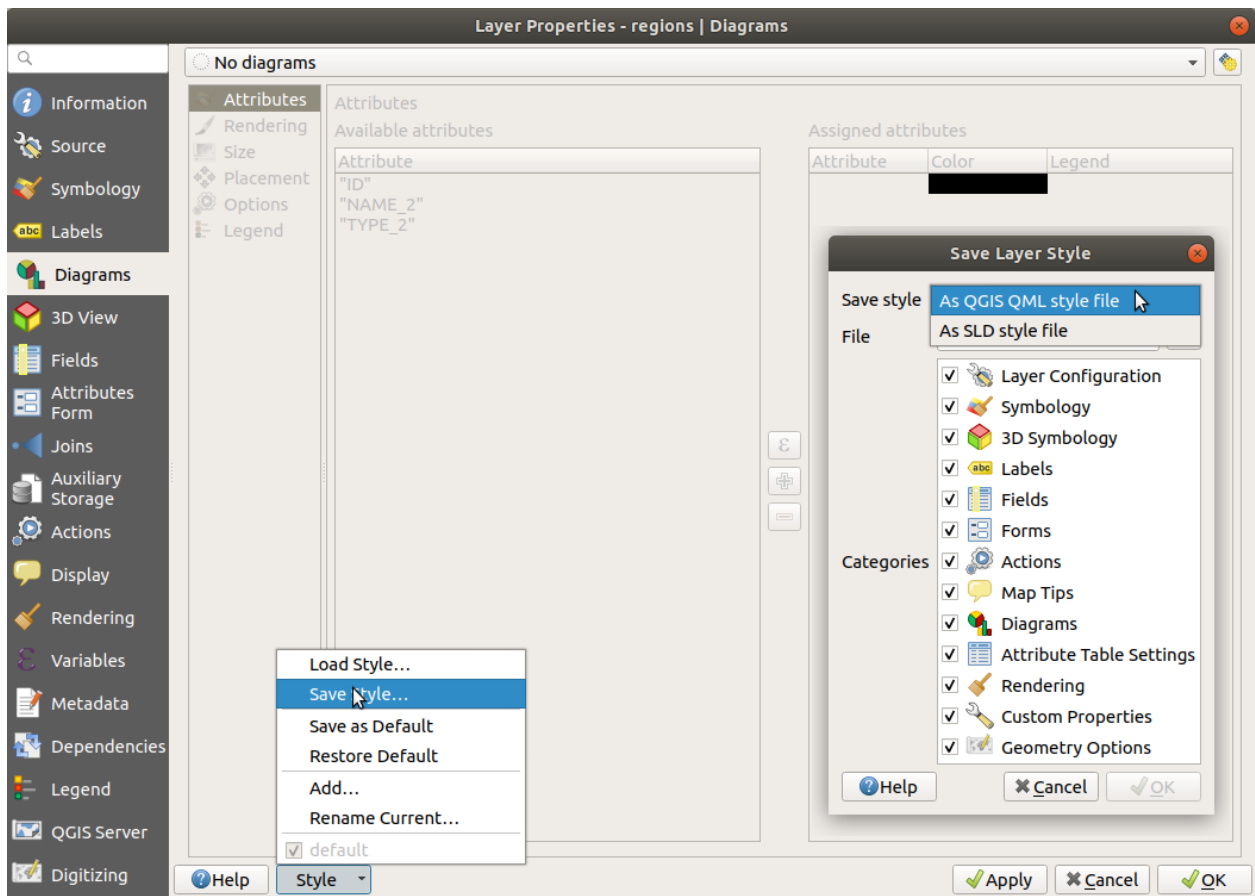 Layer Properties - regions | Diagrams
No diagrams
Information
Source
Symbology
abc Labels
Diagrams
3D View
Fields
Attributes
Form
Joins
Auxiliary
Storage
Actions
Display
Rendering
Variables
Metadata
Dependencies
Legend
QGIS Server
Digitizing
Attributes
Rendering
Size
Placement
Options
Legend
Attributes
Available attributes
Attribute
"ID"
"NAME_2"
"TYPE_2"
ε
Assigned attributes
Attribute Color Legend
Save Layer Style
Save style As QGIS QML style file
As SLD style file
File
Categories
Layer Configuration
Symbology
3D Symbology
abc Labels
Fields
Forms
Actions
Map Tips
Diagrams
Attribute Table Settings
Rendering
Custom Properties
Geometry Options
Help Cancel OK
Load Style...
Save Style...
Save as Default
Restore Default
Add...
Rename Current...
default
Help Style Apply Cancel OK